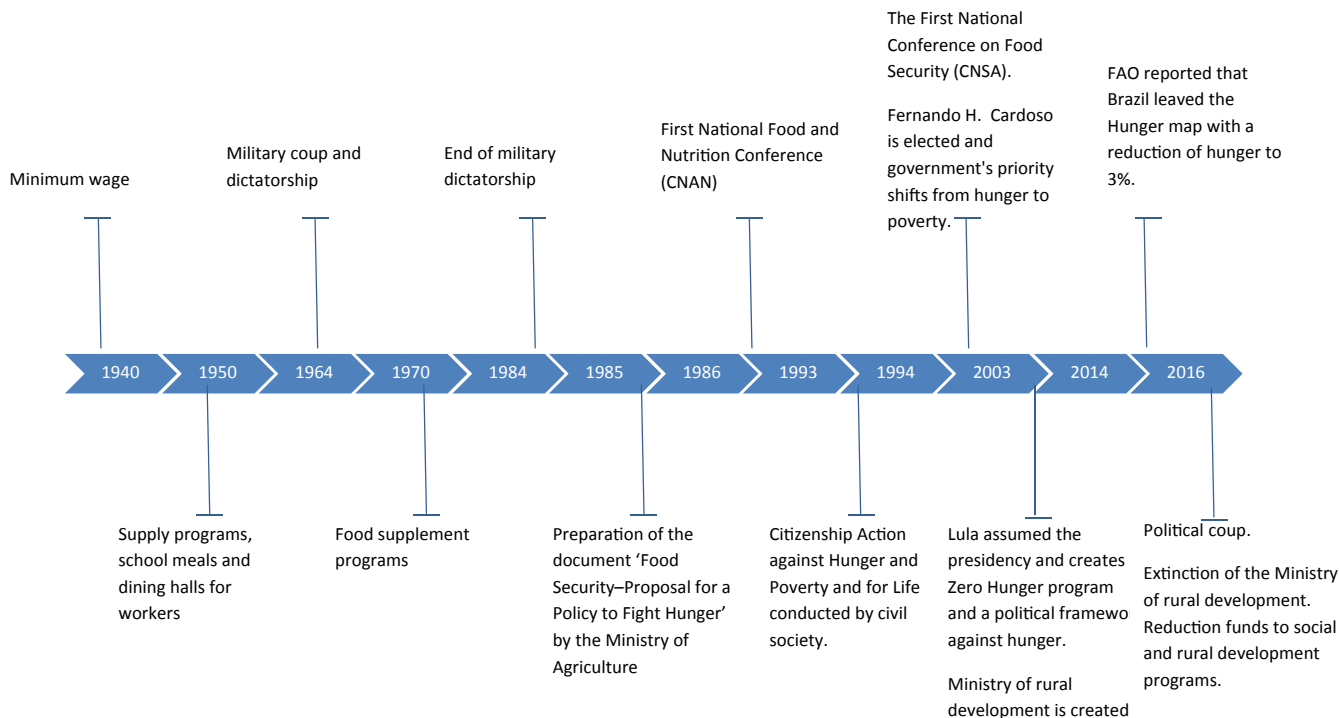 The First National
Conference on Food
Security (CNSA).
Fernando H. Cardoso
is elected and
government's priority
shifts from hunger to
poverty.
FAO reported that
Brazil leaved the
Hunger map with a
reduction of hunger to
3%.
First National Food and
Nutrition Conference
(CNAN)
Military coup and
dictatorship
End of military
dictatorship
Minimum wage
1940
1950
1964
1970
1984
1985
1986
1993
1994
2003
2014
2016
Supply programs,
school meals and
dining halls for
workers
Food supplement
programs
Preparation of the
document ‘Food
Security–Proposal for a
Policy to Fight Hunger’
by the Ministry of
Agriculture
Citizenship Action
against Hunger and
Poverty and for Life
conducted by civil
society.
Lula assumed the
presidency and creates
Zero Hunger program
and a political framewo
against hunger.
Ministry of rural
development is created
Political coup.
Extinction of the Ministry
of rural development.
Reduction funds to social
and rural development
programs.